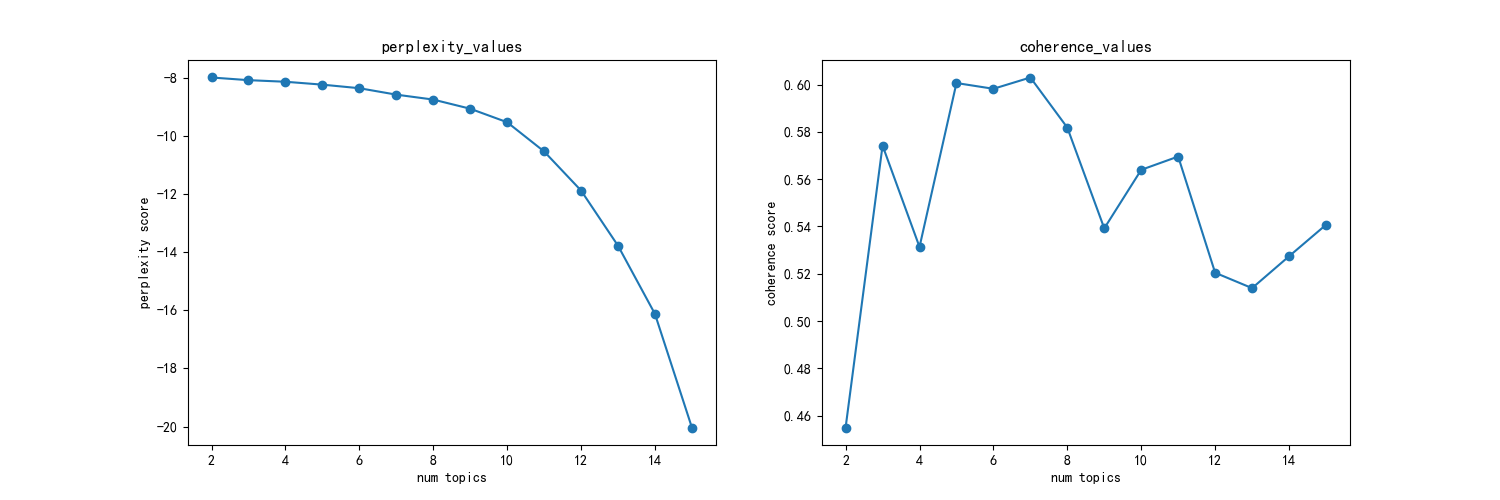 perplexity_values
perplexity score
-8
-10
-12
-14
-16
-18
-20
2 4 6 8 10 12 14
num topics
coherence_values
coherence score
0.60
0.58
0.56
0.54
0.52
0.50
0.48
0.46
2 4 6 8 10 12 14
num topics